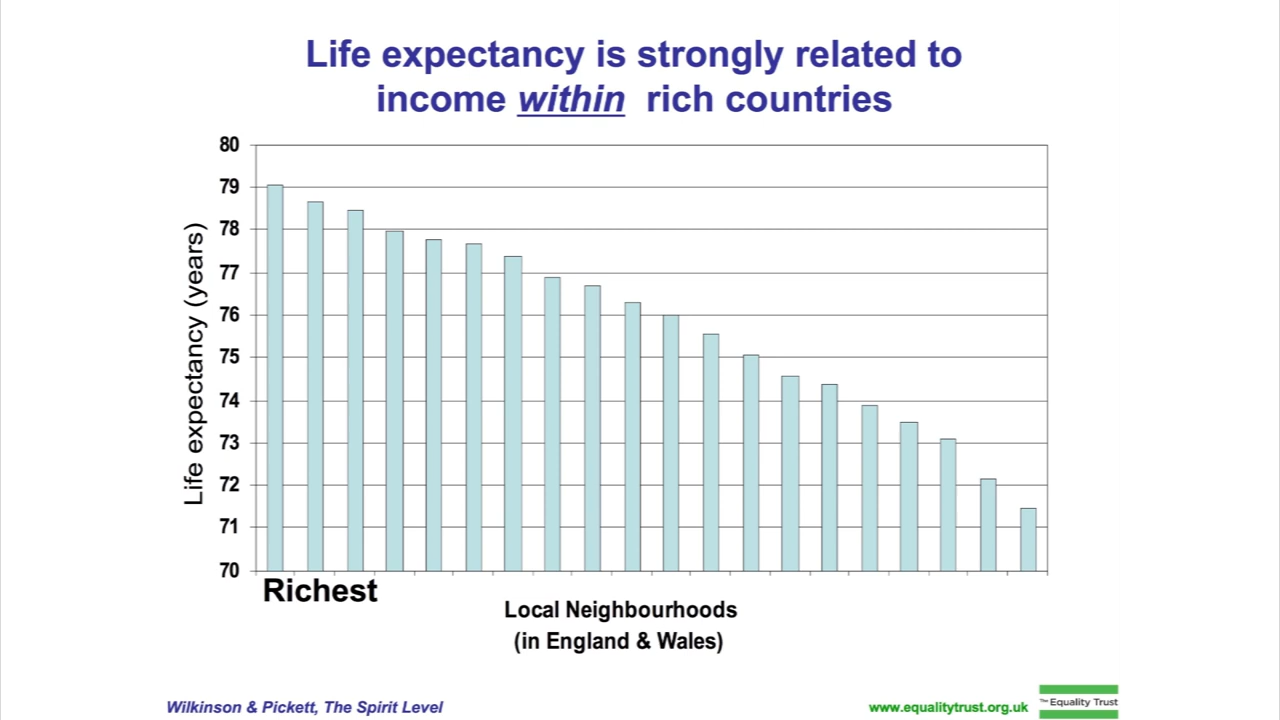 Life expectancy is strongly related to
income within rich countries
80
79
78
77
76
75
74
73
72
71
70
Life expectancy (years)
Richest
Local Neighbourhoods
(in England & Wales)
Wilkinson & Pickett, The Spirit Level
www.equalitytrust.org.uk
The Equality Trust